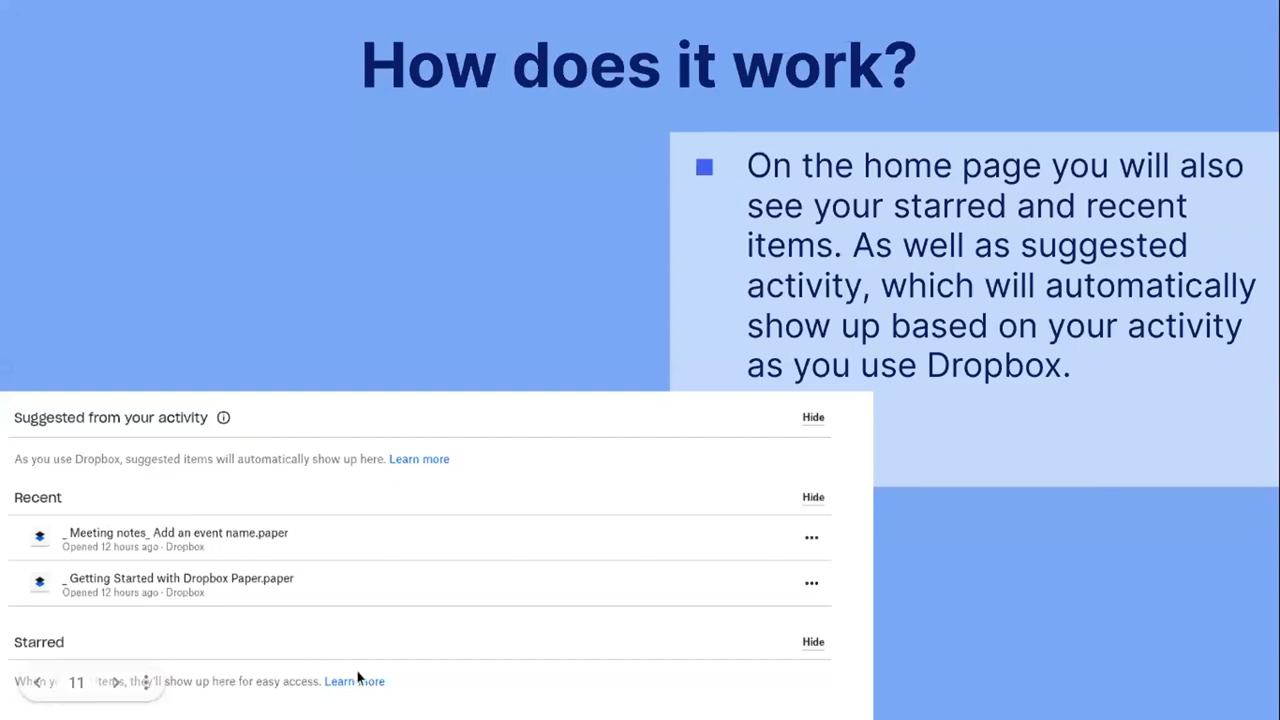 How does it work?
On the home page you will also
see your starred and recent
items. As well as suggested
activity, which will automatically
show up based on your activity
as you use Dropbox.
Suggested from your activity
Hide
As you use Dropbox, suggested items will automatically show up here. Learn more
Recent
Hide
_ Meeting notes_ Add an event name.paper
Opened 12 hours ago · Dropbox
_ Getting Started with Dropbox Paper.paper
Opened 12 hours ago · Dropbox
Starred
Hide
they'll show up here for easy access. Learn more
11